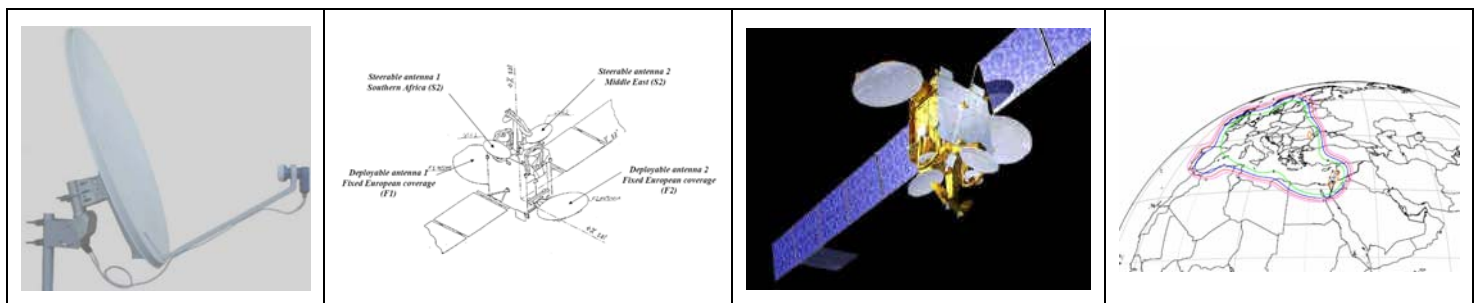 Steerable antenna 1
Southern Africa (S2)
Steerable antenna 2
Middle East (S2)
Deployable antenna 1
Fixed European coverage
(F1)
Deployable antenna 2
Fixed European coverage
(F2)